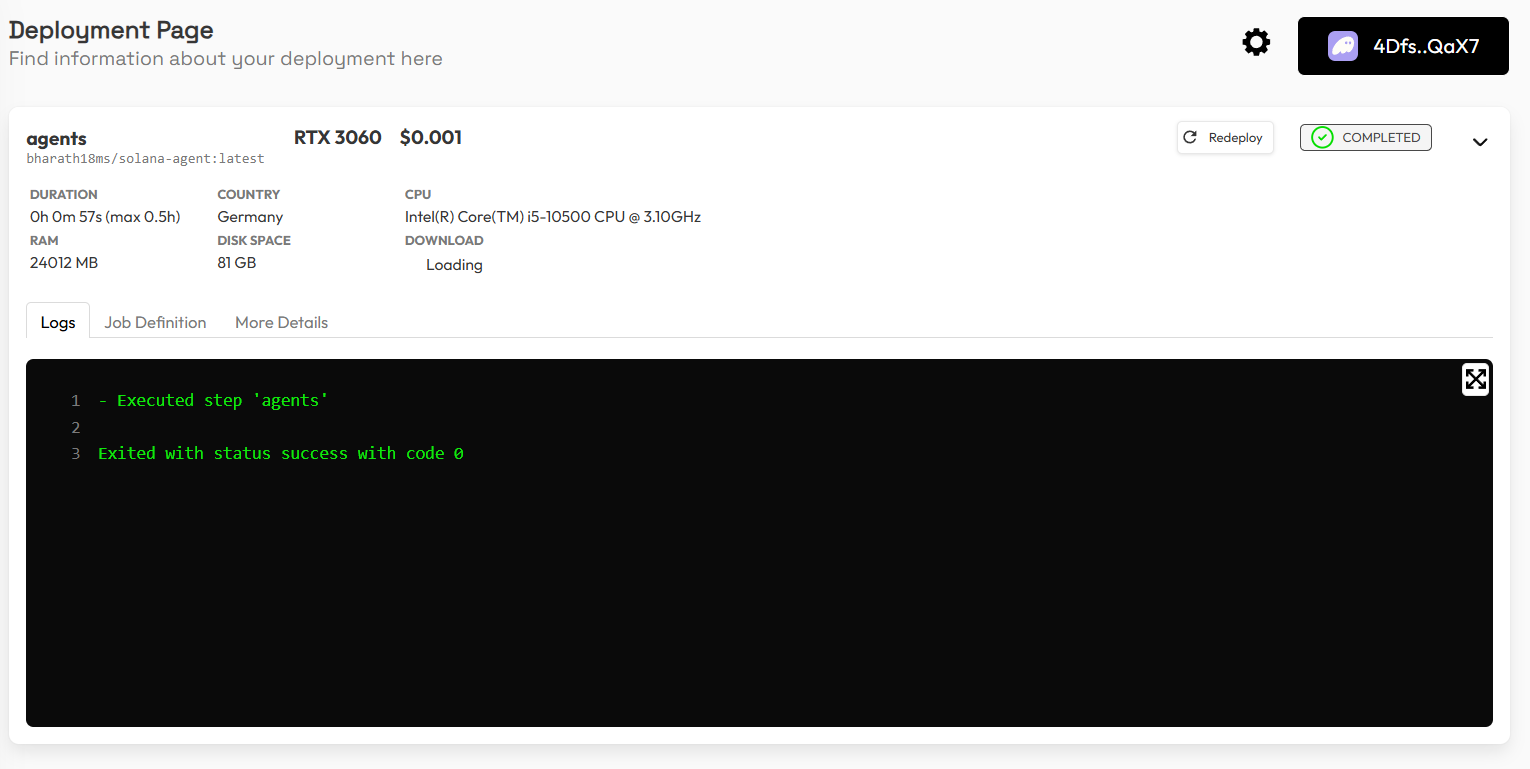 Deployment Page
Find information about your deployment here
4Dfs..QaX7
agents
RTX 3060 $0.001
Redeploy
COMPLETED
bharath18ms/solana-agent:latest
DURATION COUNTRY CPU
0h 0m 57s (max 0.5h) Germany Intel(R) Core(TM) i5-10500 CPU @ 3.10GHz
RAM DISK SPACE DOWNLOAD
24012 MB 81 GB Loading
Logs Job Definition More Details
1 - Executed step 'agents'
2
3 Exited with status success with code 0